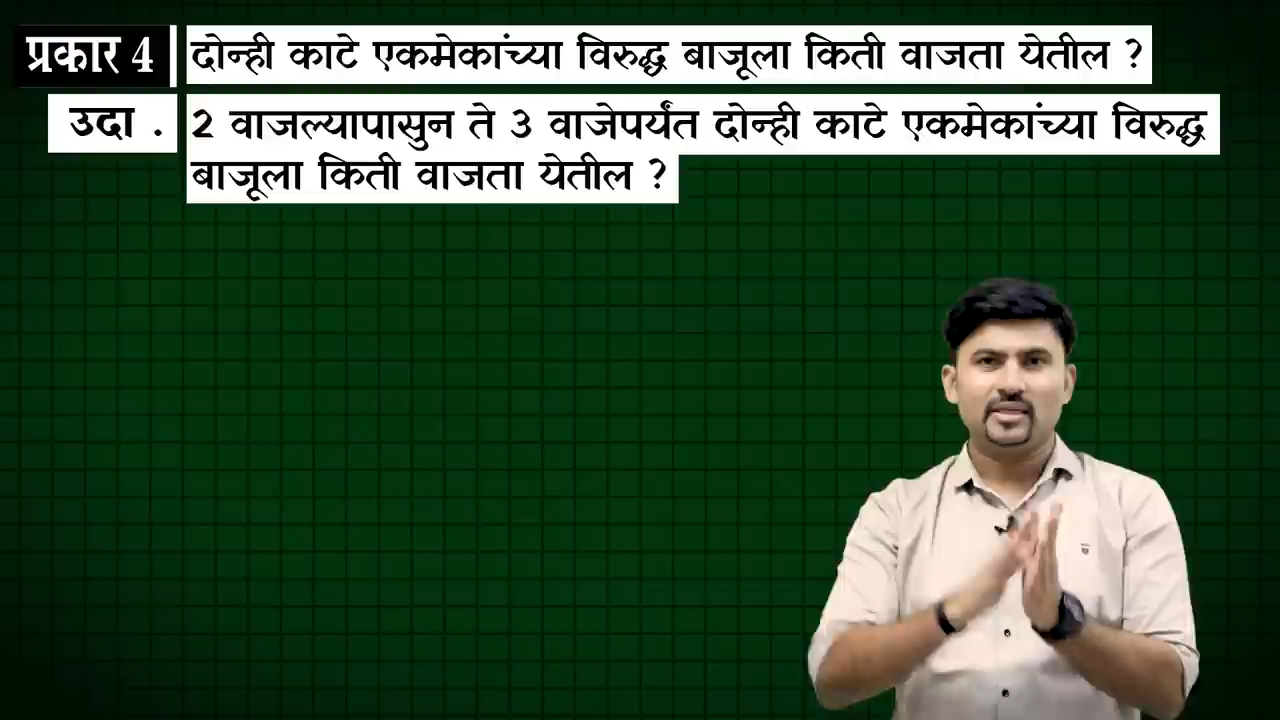 प्रकार 4 दोन्ही काटे एकमेकांच्या विरुद्ध बाजूला किती वाजता येतील ?
उदा . 2 वाजल्यापासुन ते 3 वाजेपर्यंत दोन्ही काटे एकमेकांच्या विरुद्ध
बाजूला किती वाजता येतील ?